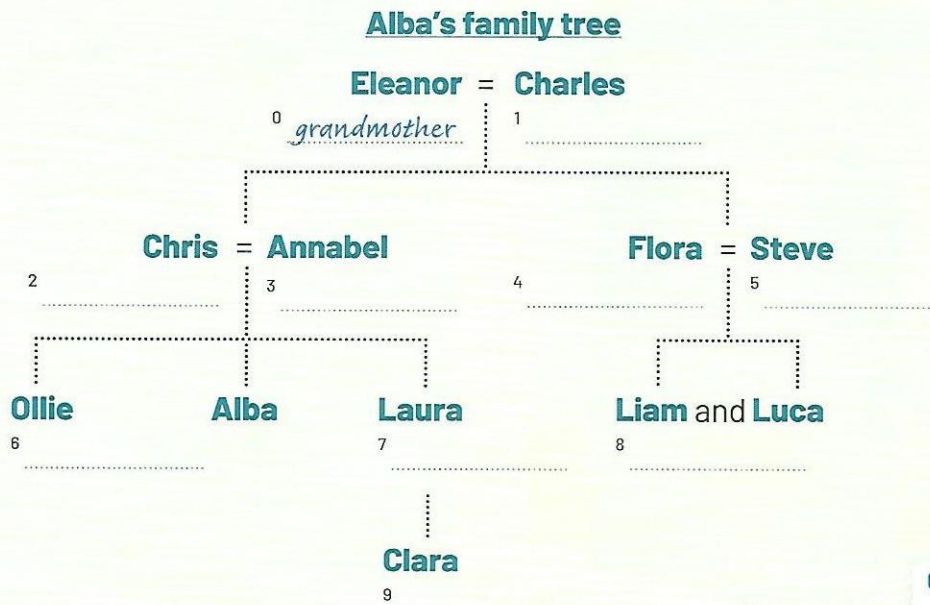 Alba's family tree
Eleanor = Charles
0 grandmother 1
Chris = Annabel Flora = Steve
2 3 4 5
Ollie Alba Laura Liam and Luca
6 7 8
Clara
9